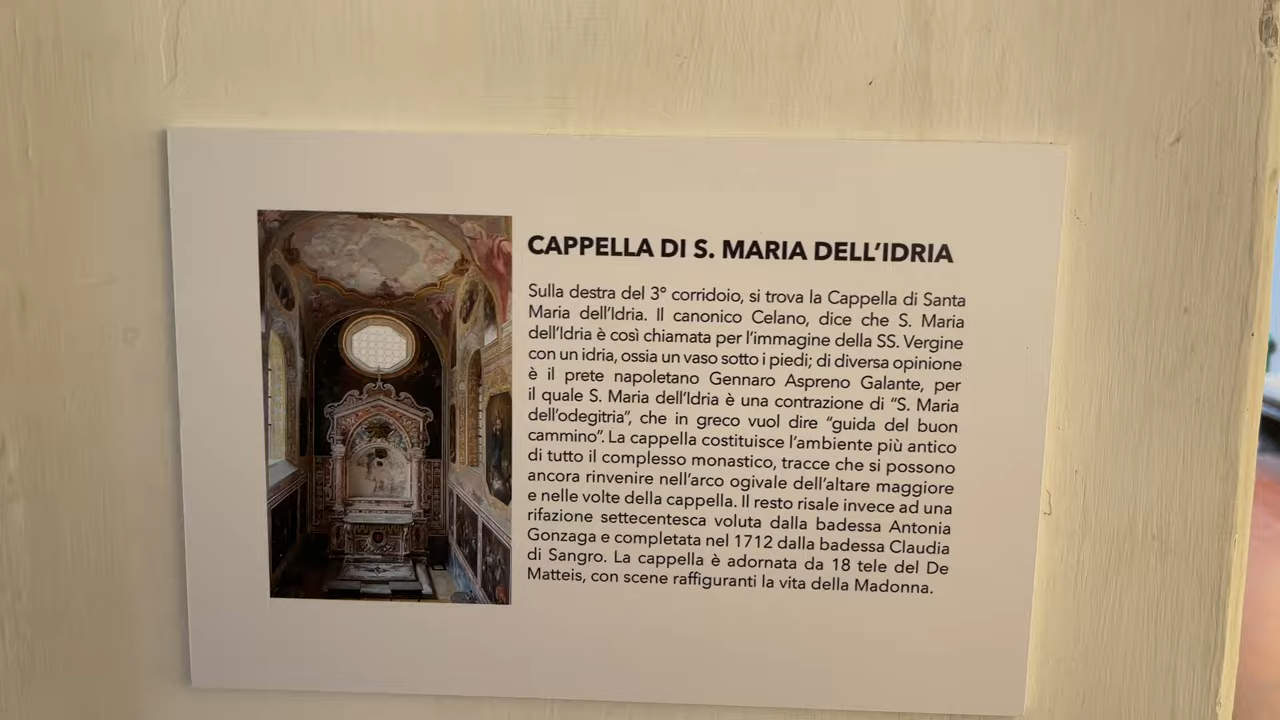 CAPPELLA DI S. MARIA DELL'IDRIA
Sulla destra del 3° corridoio, si trova la Cappella di Santa
Maria dell'Idria. Il canonico Celano, dice che S. Maria
dell'Idria è così chiamata per l'immagine della SS. Vergine
con un idria, ossia un vaso sotto i piedi; di diversa opinione
è il prete napoletano Gennaro Aspreno Galante, per
il quale S. Maria dell'Idria è una contrazione di "S. Maria
dell'odegitria", che in greco vuol dire "guida del buon
cammino". La cappella costituisce l'ambiente più antico
di tutto il complesso monastico, tracce che si possono
ancora rinvenire nell'arco ogivale dell'altare maggiore
e nelle volte della cappella. Il resto risale invece ad una
rifazione settecentesca voluta dalla badessa Antonia
Gonzaga e completata nel 1712 dalla badessa Claudia
di Sangro. La cappella è adornata da 18 tele del De
Matteis, con scene raffiguranti la vita della Madonna.